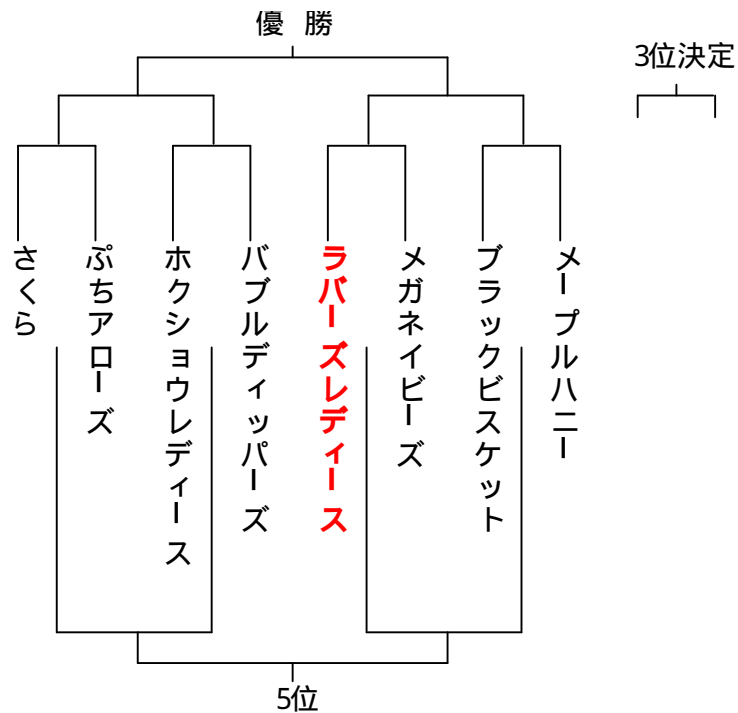 優 勝
3位決定
さくら
ぷちアローズ
ホクショウレディース
バブルディッパーズ
ラバーズレディース
メガネイビーズ
ブラックビスケット
メープルハニー
5位